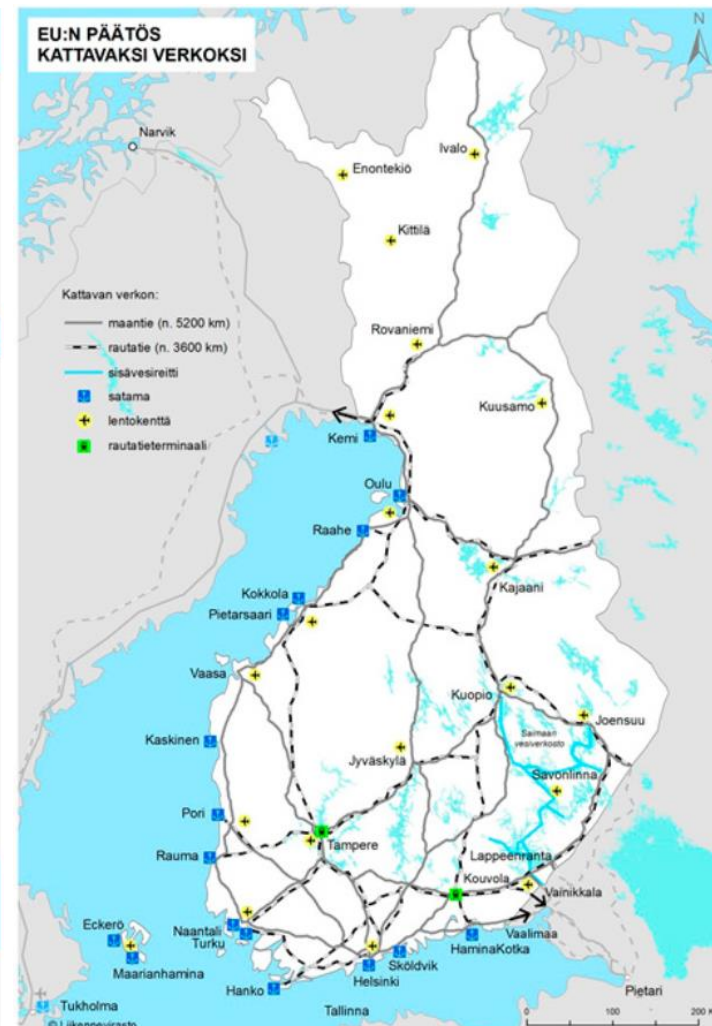 EU:N PÄÄTÖS
KATTAVAKSI VERKOKSI
N
Narvik
Ivalo
Enontekiö
Kittilä
Kattavan verkon:
maantie (n. 5200 km)
rautatie (n. 3600 km)
sisävesireitti
satama
lentokenttä
rautatieterminaali
Rovaniemi
Kuusamo
Kemi
Oulu
Raahe
Kajaani
Kokkola
Pietarsaari
Vaasa
Kuopio
Joensuu
Saimaan
vesiverkosto
Kaskinen
Jyväskylä
Savonlinna
Pori
Tampere
Rauma
Lappeenranta
Kouvola
Vainikkala
Naantali
Turku
Eckerö
Maarianhamina
HaminaKotka
Vaalimaa
Sköldvik
Helsinki
Hanko
Pietari
Tukholma
Tallinna
© Liikennevirasto
0 100 200 K